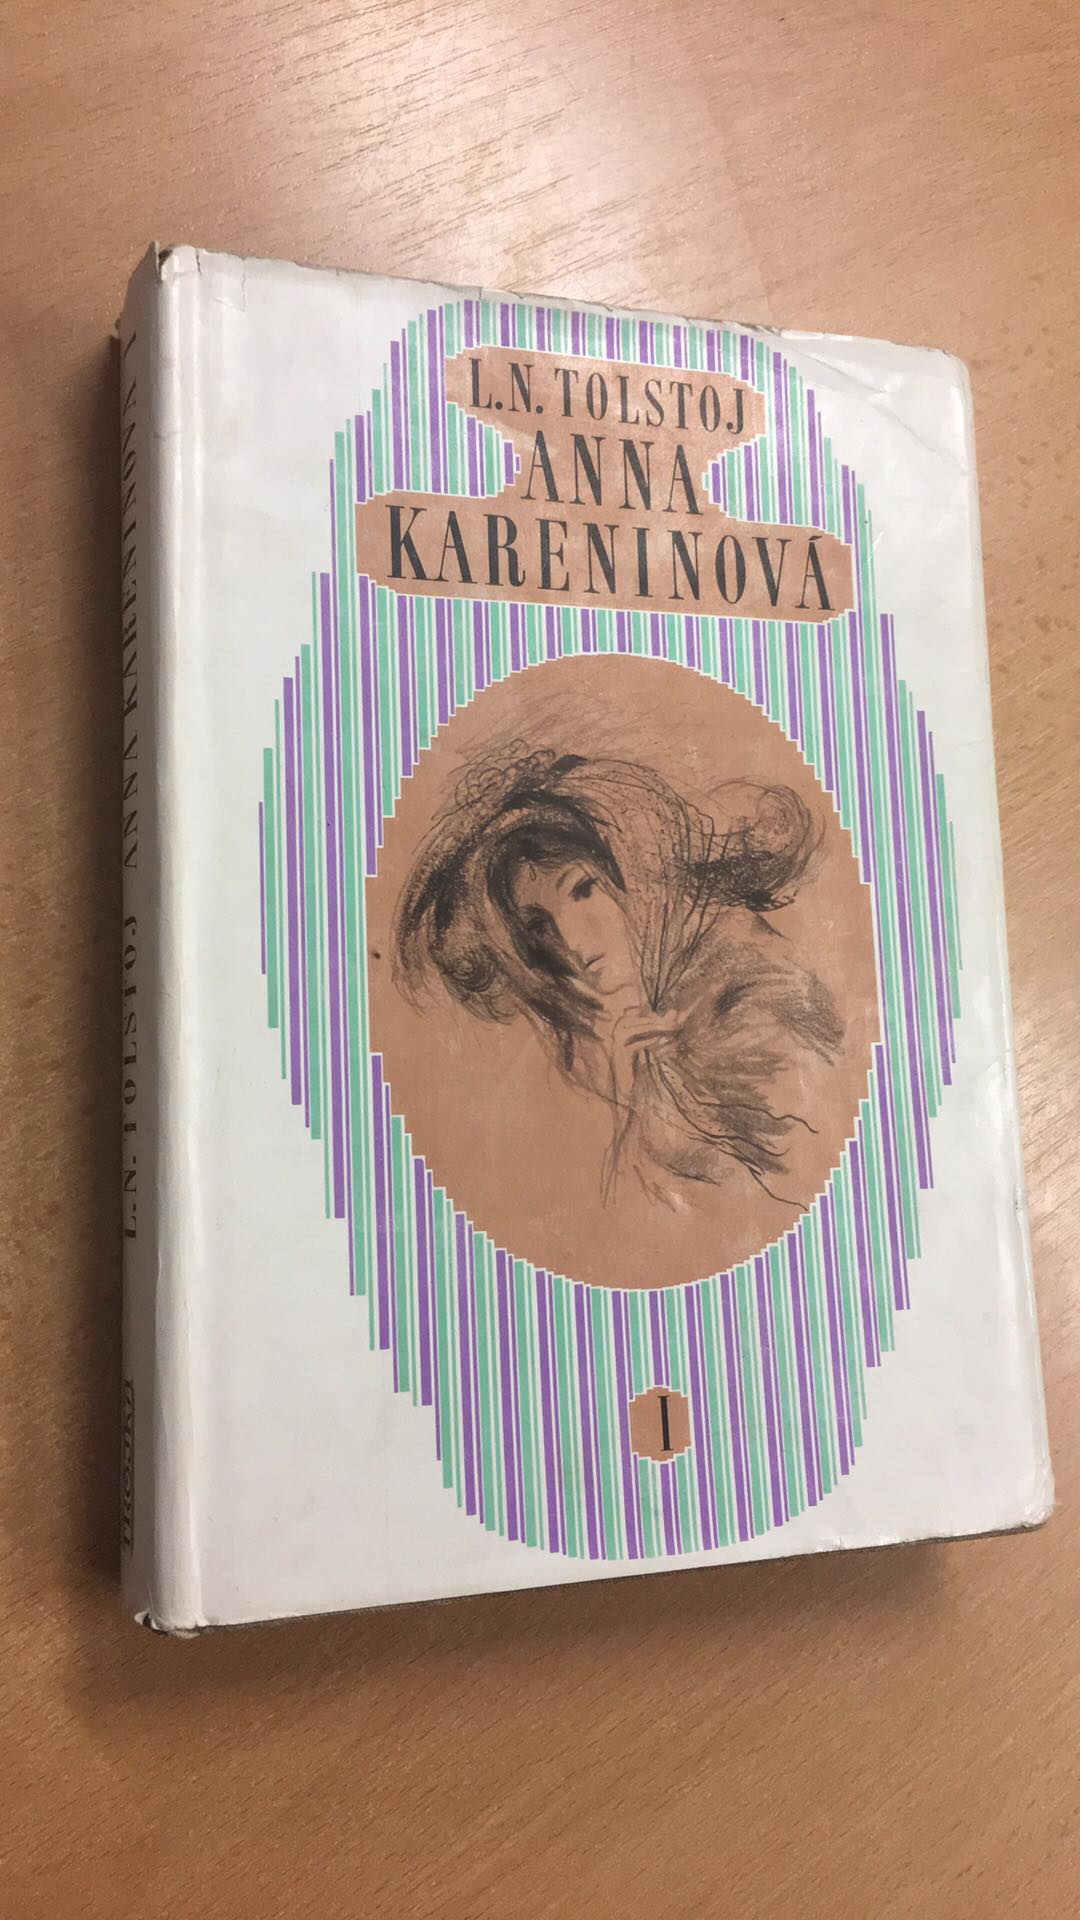 L.N. TOLSTOJ
ANNA
KARENINOVÁ
I
L.N. TOLSTOJ ANNA KARENINOVÁ I